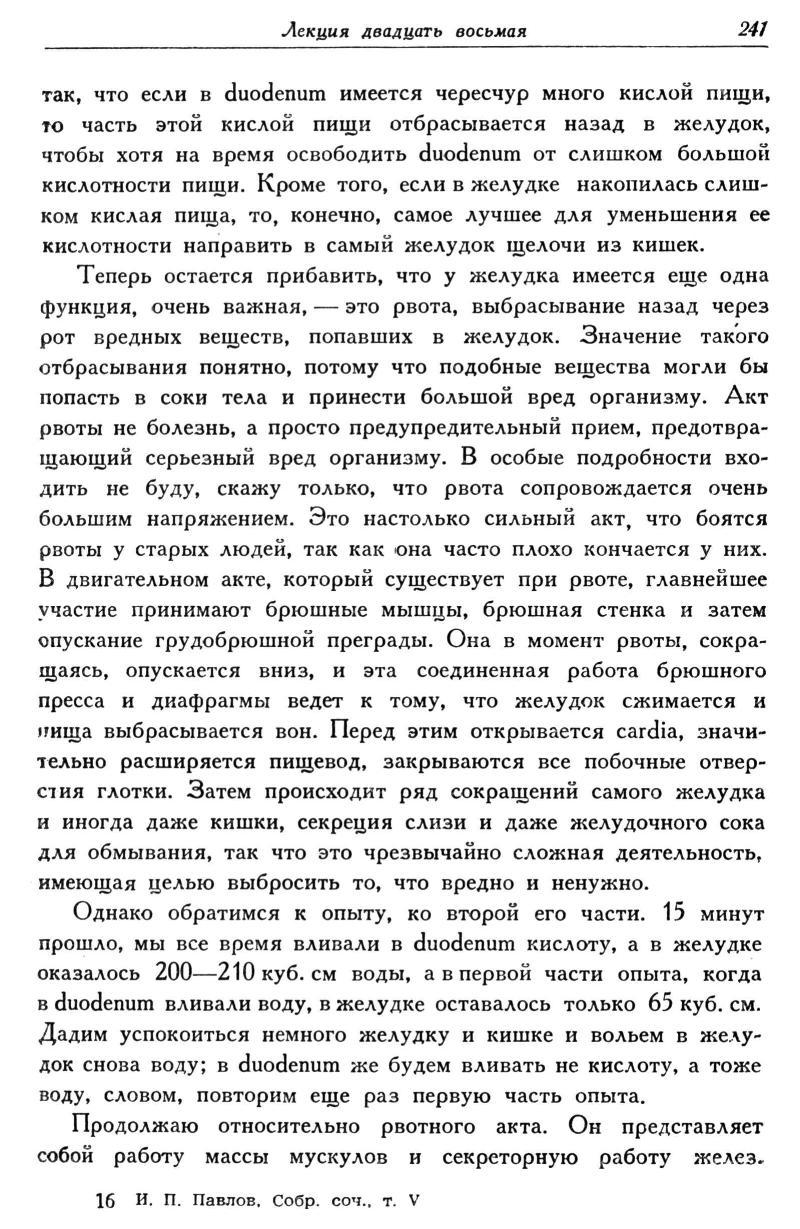 Лекция двадцать восьмая 241
так, что если в duodenum имеется чересчур много кислой пищи,
то часть этой кислой пищи отбрасывается назад в желудок,
чтобы хотя на время освободить duodenum от слишком большой
кислотности пищи. Кроме того, если в желудке накопилась слиш-
ком кислая пища, то, конечно, самое лучшее для уменьшения ее
кислотности направить в самый желудок щелочи из кишек.
Теперь остается прибавить, что у желудка имеется еще одна
функция, очень важная, — это рвота, выбрасывание назад через
рот вредных веществ, попавших в желудок. Значение такого
отбрасывания понятно, потому что подобные вещества могли бы
попасть в соки тела и принести большой вред организму. Акт
рвоты не болезнь, а просто предупредительный прием, предотвра-
щающий серьезный вред организму. В особые подробности вхо-
дить не буду, скажу только, что рвота сопровождается очень
большим напряжением. Это настолько сильный акт, что боятся
рвоты у старых людей, так как она часто плохо кончается у них.
В двигательном акте, который существует при рвоте, главнейшее
участие принимают брюшные мышцы, брюшная стенка и затем
опускание грудобрюшной преграды. Она в момент рвоты, сокра-
щаясь, опускается вниз, и эта соединенная работа брюшного
пресса и диафрагмы ведет к тому, что желудок сжимается и
пища выбрасывается вон. Перед этим открывается cardia, значи-
тельно расширяется пищевод, закрываются все побочные отвер-
стия глотки. Затем происходит ряд сокращений самого желудка
и иногда даже кишки, секреция слизи и даже желудочного сока
для обмывания, так что это чрезвычайно сложная деятельность,
имеющая целью выбросить то, что вредно и ненужно.
Однако обратимся к опыту, ко второй его части. 15 минут
прошло, мы все время вливали в duodenum кислоту, а в желудке
оказалось 200—210 куб. см воды, а в первой части опыта, когда
в duodenum вливали воду, в желудке оставалось только 65 куб. см.
Дадим успокоиться немного желудку и кишке и вольем в желу-
док снова воду; в duodenum же будем вливать не кислоту, а тоже
воду, словом, повторим еще раз первую часть опыта.
Продолжаю относительно рвотного акта. Он представляет
собой работу массы мускулов и секреторную работу желез.
16 И. П. Павлов, Собр. соч., т. V